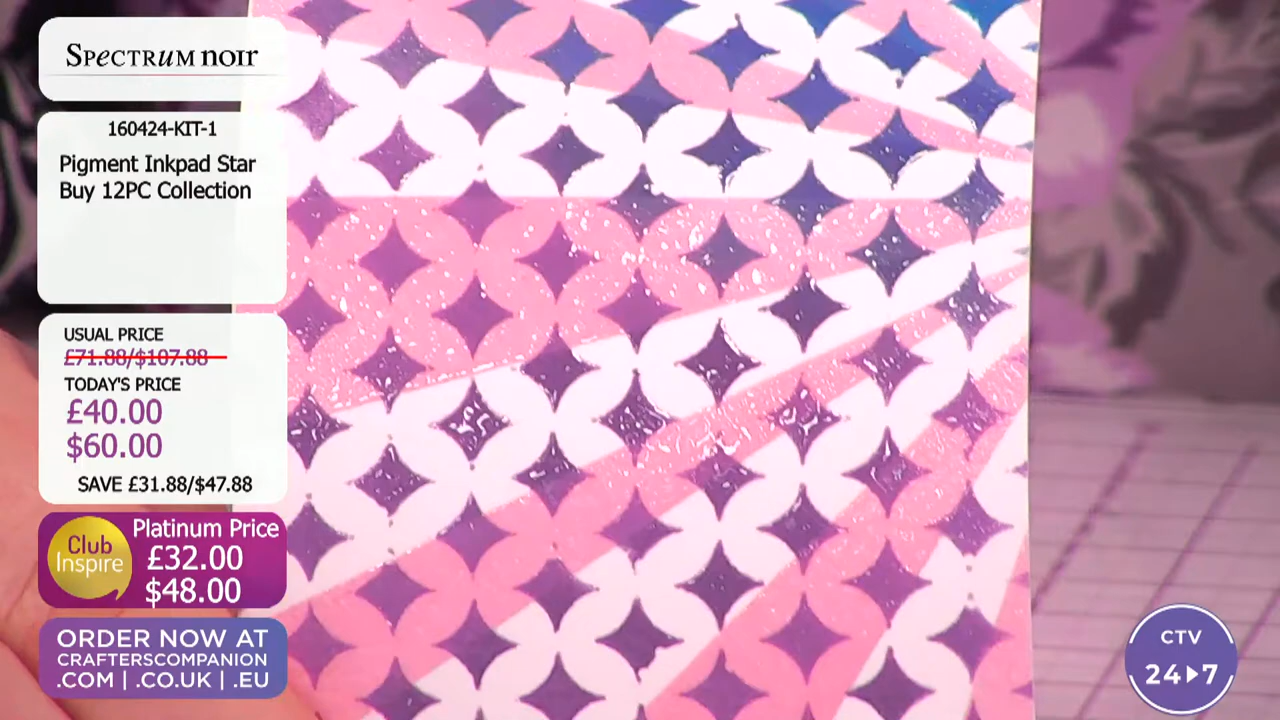 SPECTRUM NOIR
160424-KIT-1
Pigment Inkpad Star
Buy 12PC Collection
USUAL PRICE
£71.88/$107.88
TODAY'S PRICE
£40.00
$60.00
SAVE £31.88/$47.88
Club
Inspire
Platinum Price
£32.00
$48.00
ORDER NOW AT
CRAFTERSCOMPANION
.COM | .CO.UK | .EU
CTV
24▶7